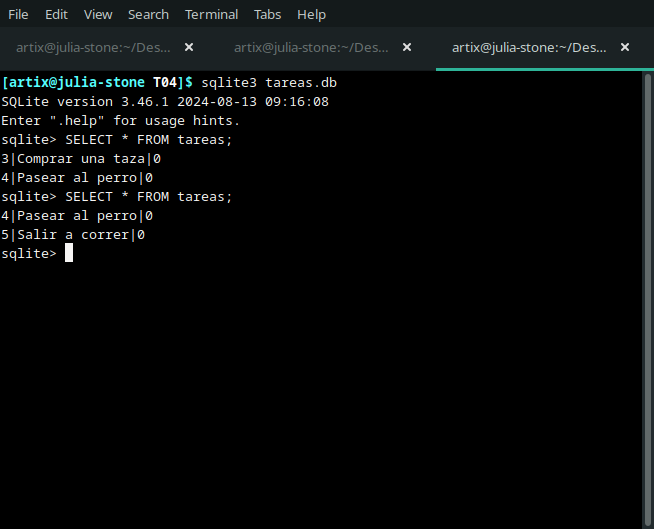 File Edit View Search Terminal Tabs Help
artix@julia-stone:~/Des... × artix@julia-stone:~/Des... × artix@julia-stone:~/Des... ×
[artix@julia-stone T04]$ sqlite3 tareas.db
SQLite version 3.46.1 2024-08-13 09:16:08
Enter ".help" for usage hints.
sqlite> SELECT * FROM tareas;
3|Comprar una taza|0
4|Pasear al perro|0
sqlite> SELECT * FROM tareas;
4|Pasear al perro|0
5|Salir a correr|0
sqlite>